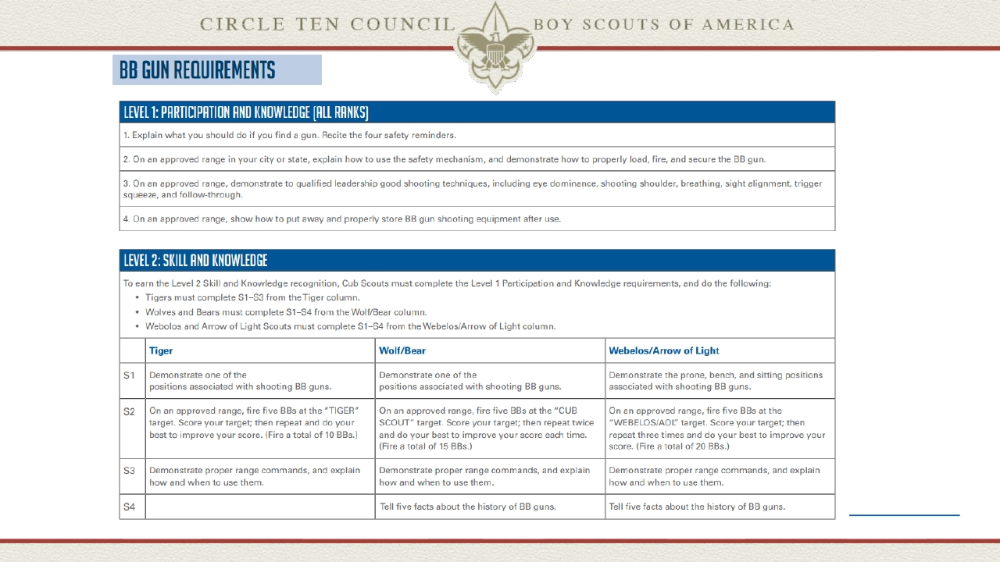 CIRCLE TEN COUNCIL BOY SCOUTS OF AMERICA
BB GUN REQUIREMENTS
LEVEL 1: PARTICIPATION AND KNOWLEDGE (ALL RANKS)
1. Explain what you should do if you find a gun. Recite the four safety reminders.
2. On an approved range in your city or state, explain how to use the safety mechanism, and demonstrate how to properly load, fire, and secure the BB gun.
3. On an approved range, demonstrate to qualified leadership good shooting techniques, including eye dominance, shooting shoulder, breathing, sight alignment, trigger
squeeze, and follow-through.
4. On an approved range, show how to put away and properly store BB gun shooting equipment after use.
LEVEL 2: SKILL AND KNOWLEDGE
To earn the Level 2 Skill and Knowledge recognition, Cub Scouts must complete the Level 1 Participation and Knowledge requirements, and do the following:
• Tigers must complete S1–S3 from the Tiger column.
• Wolves and Bears must complete S1–S4 from the Wolf/Bear column.
• Webolos and Arrow of Light Scouts must complete S1–S4 from the Webelos/Arrow of Light column.
Tiger
Wolf/Bear
Webelos/Arrow of Light
S1
Demonstrate one of the
positions associated with shooting BB guns.
Demonstrate one of the
positions associated with shooting BB guns.
Demonstrate the prone, bench, and sitting positions
associated with shooting BB guns.
S2
On an approved range, fire five BBs at the “TIGER”
target. Score your target; then repeat and do your
best to improve your score. (Fire a total of 10 BBs.)
On an approved range, fire five BBs at the “CUB
SCOUT” target. Score your target; then repeat twice
and do your best to improve your score each time.
(Fire a total of 15 BBs.)
On an approved range, fire five BBs at the
“WEBELOS/AOL” target. Score your target; then
repeat three times and do your best to improve your
score. (Fire a total of 20 BBs.)
S3
Demonstrate proper range commands, and explain
how and when to use them.
Demonstrate proper range commands, and explain
how and when to use them.
Demonstrate proper range commands, and explain
how and when to use them.
S4
Tell five facts about the history of BB guns.
Tell five facts about the history of BB guns.